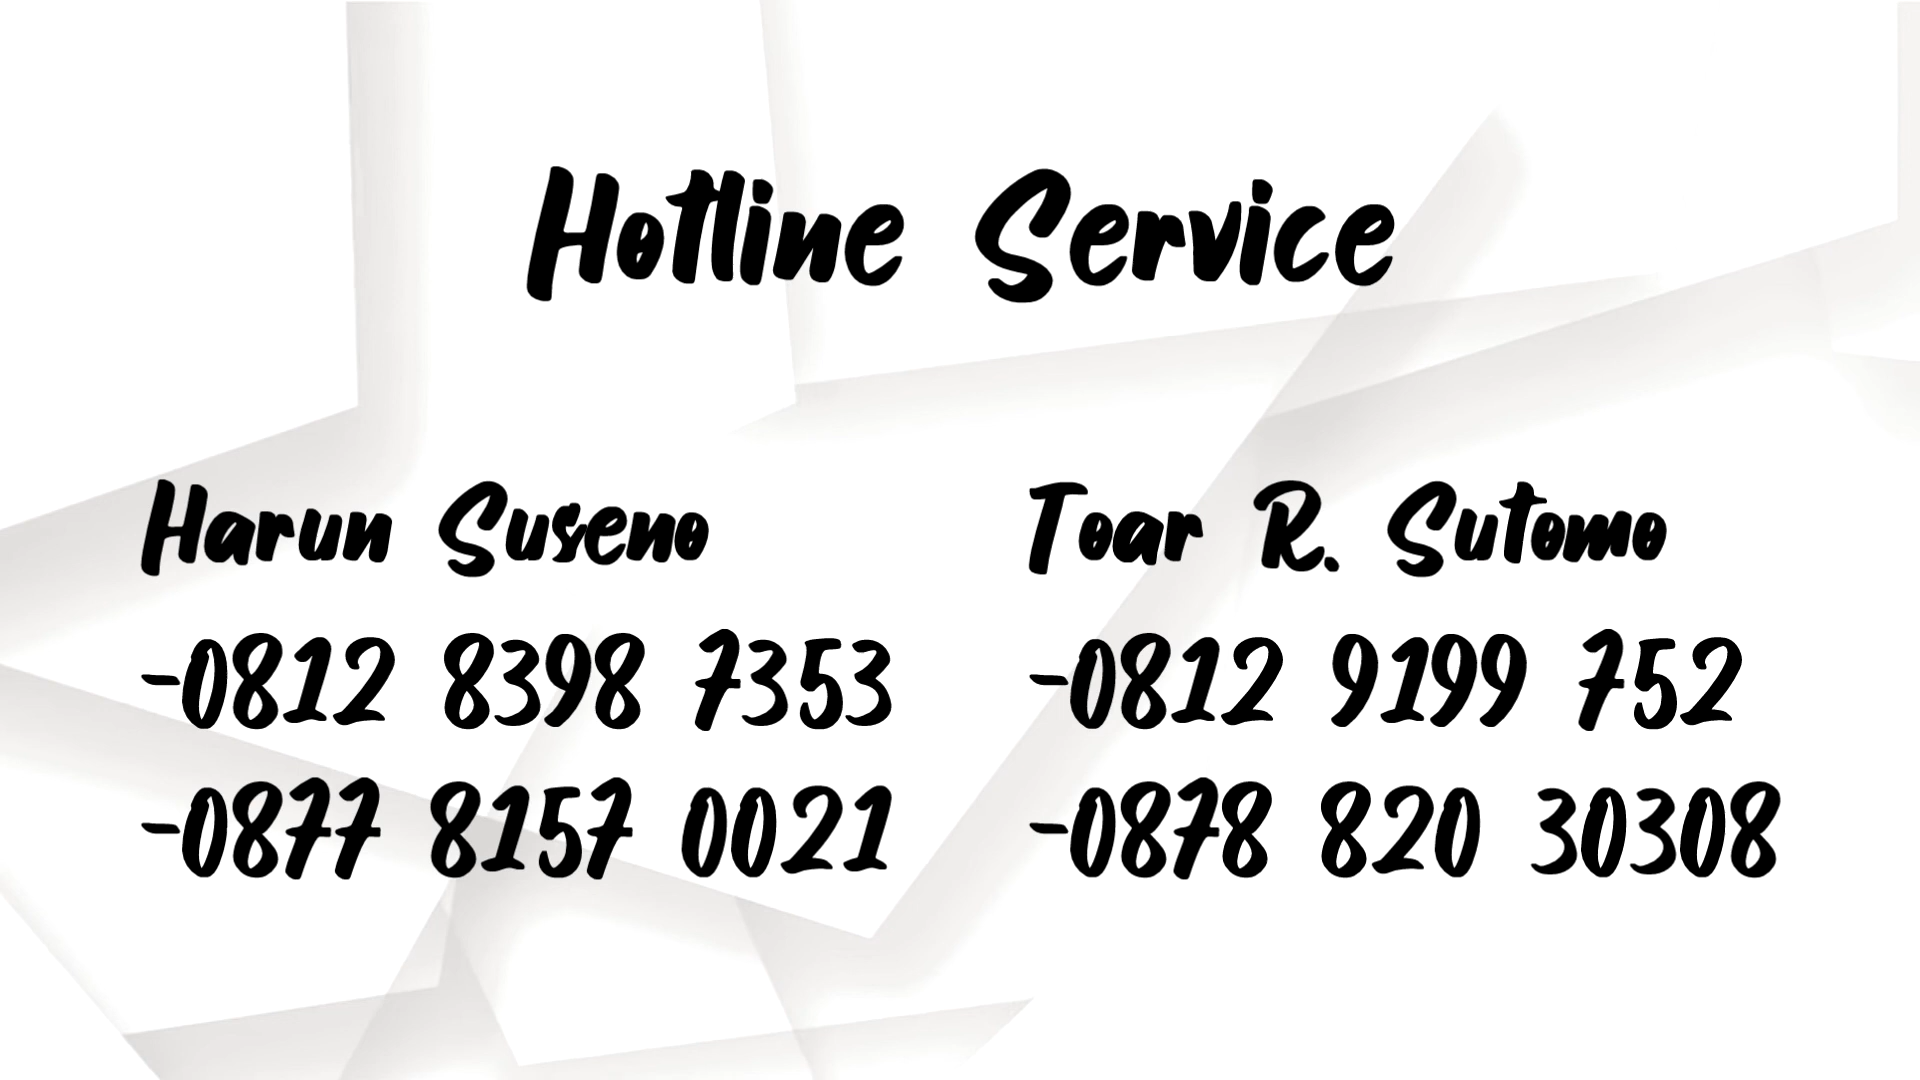 Hotline Service
Harun Suseno
-0812 8398 7353
-0877 8157 0021
Toar R. Sutomo
-0812 9199 752
-0878 820 30308